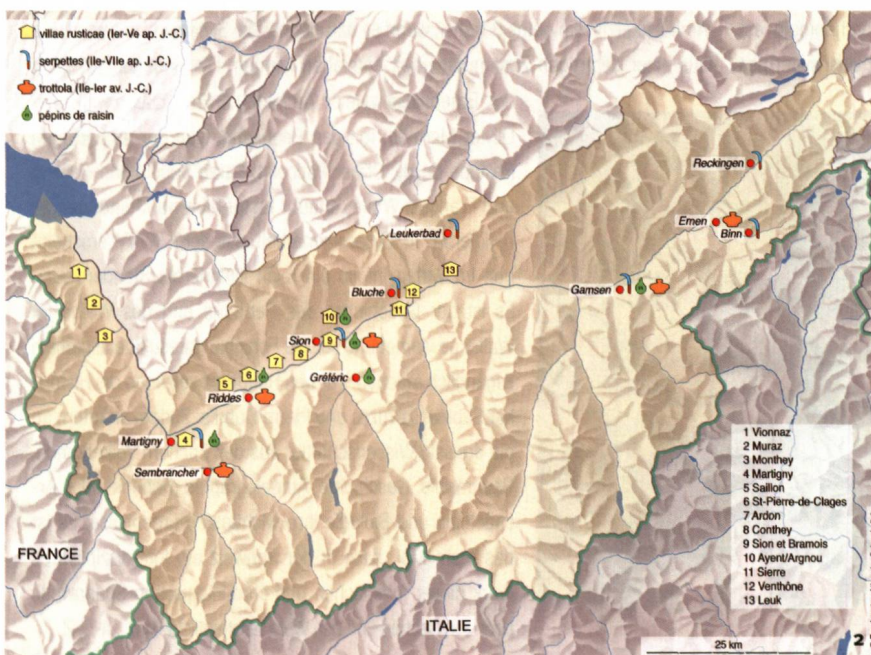 villae rusticae (Ier-Ve ap. J.-C.)
serpettes (IIe-VIIe ap. J.-C.)
trottola (IIe-Ier av. J.-C.)
pépins de raisin
Reckingen
Ernen
Binn
Leukerbad
13
1
Bluche
12
Gamsen
2
10
11
3
Sion
9
8
7
Gréféric
6
5
Riddes
Martigny
4
Sembrancher
1 Vionnaz
2 Muraz
3 Monthey
4 Martigny
5 Saillon
6 St-Pierre-de-Clages
7 Ardon
8 Conthey
9 Sion et Bramois
10 Ayent/Argnou
11 Sierre
12 Venthône
13 Leuk
FRANCE
ITALIE
25 km
2